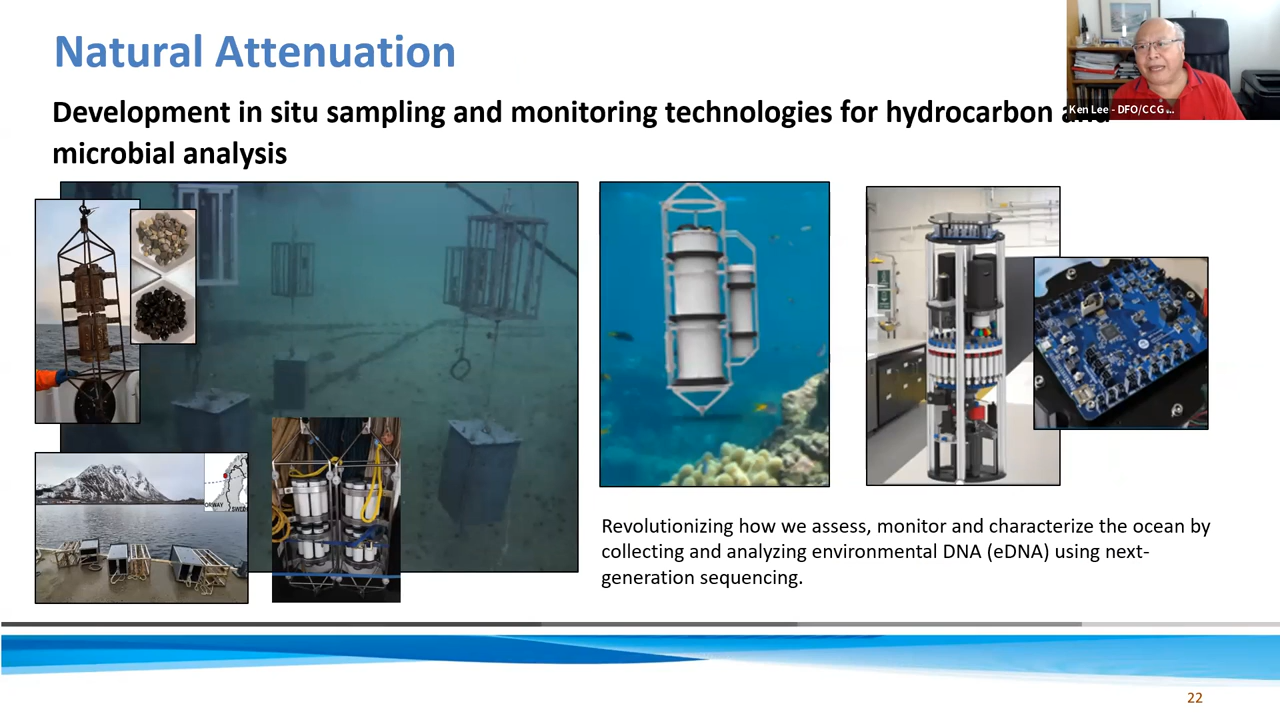 Natural Attenuation
Development in situ sampling and monitoring technologies for hydrocarbon and
microbial analysis
Ken Lee - DFO/CCG ...
Revolutionizing how we assess, monitor and characterize the ocean by
collecting and analyzing environmental DNA (eDNA) using next-
generation sequencing.
22